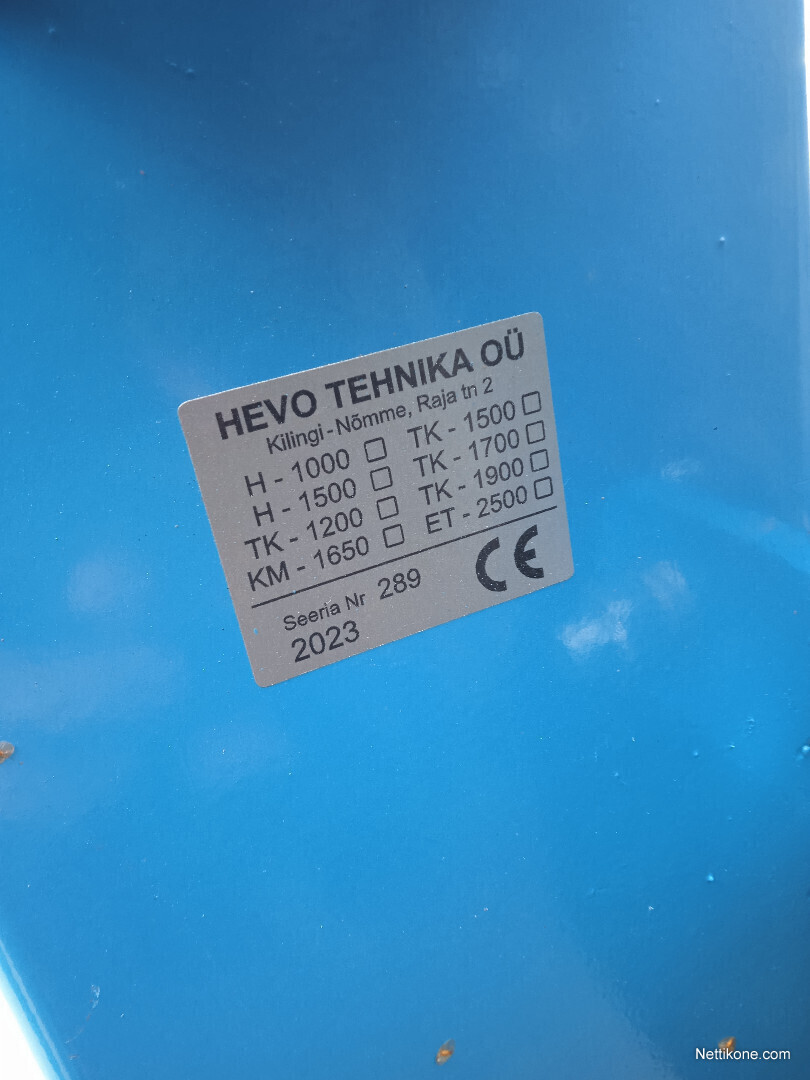 HEVO TEHNIKA OÜ
Kilingi-Nõmme, Raja tn 2
H - 1000 ☐ TK - 1500 ☐
H - 1500 ☐ TK - 1700 ☐
TK - 1200 ☐ TK - 1900 ☐
KM - 1650 ☐ ET - 2500 ☐
Seeria Nr 289 CE
2023
Nettikone.com